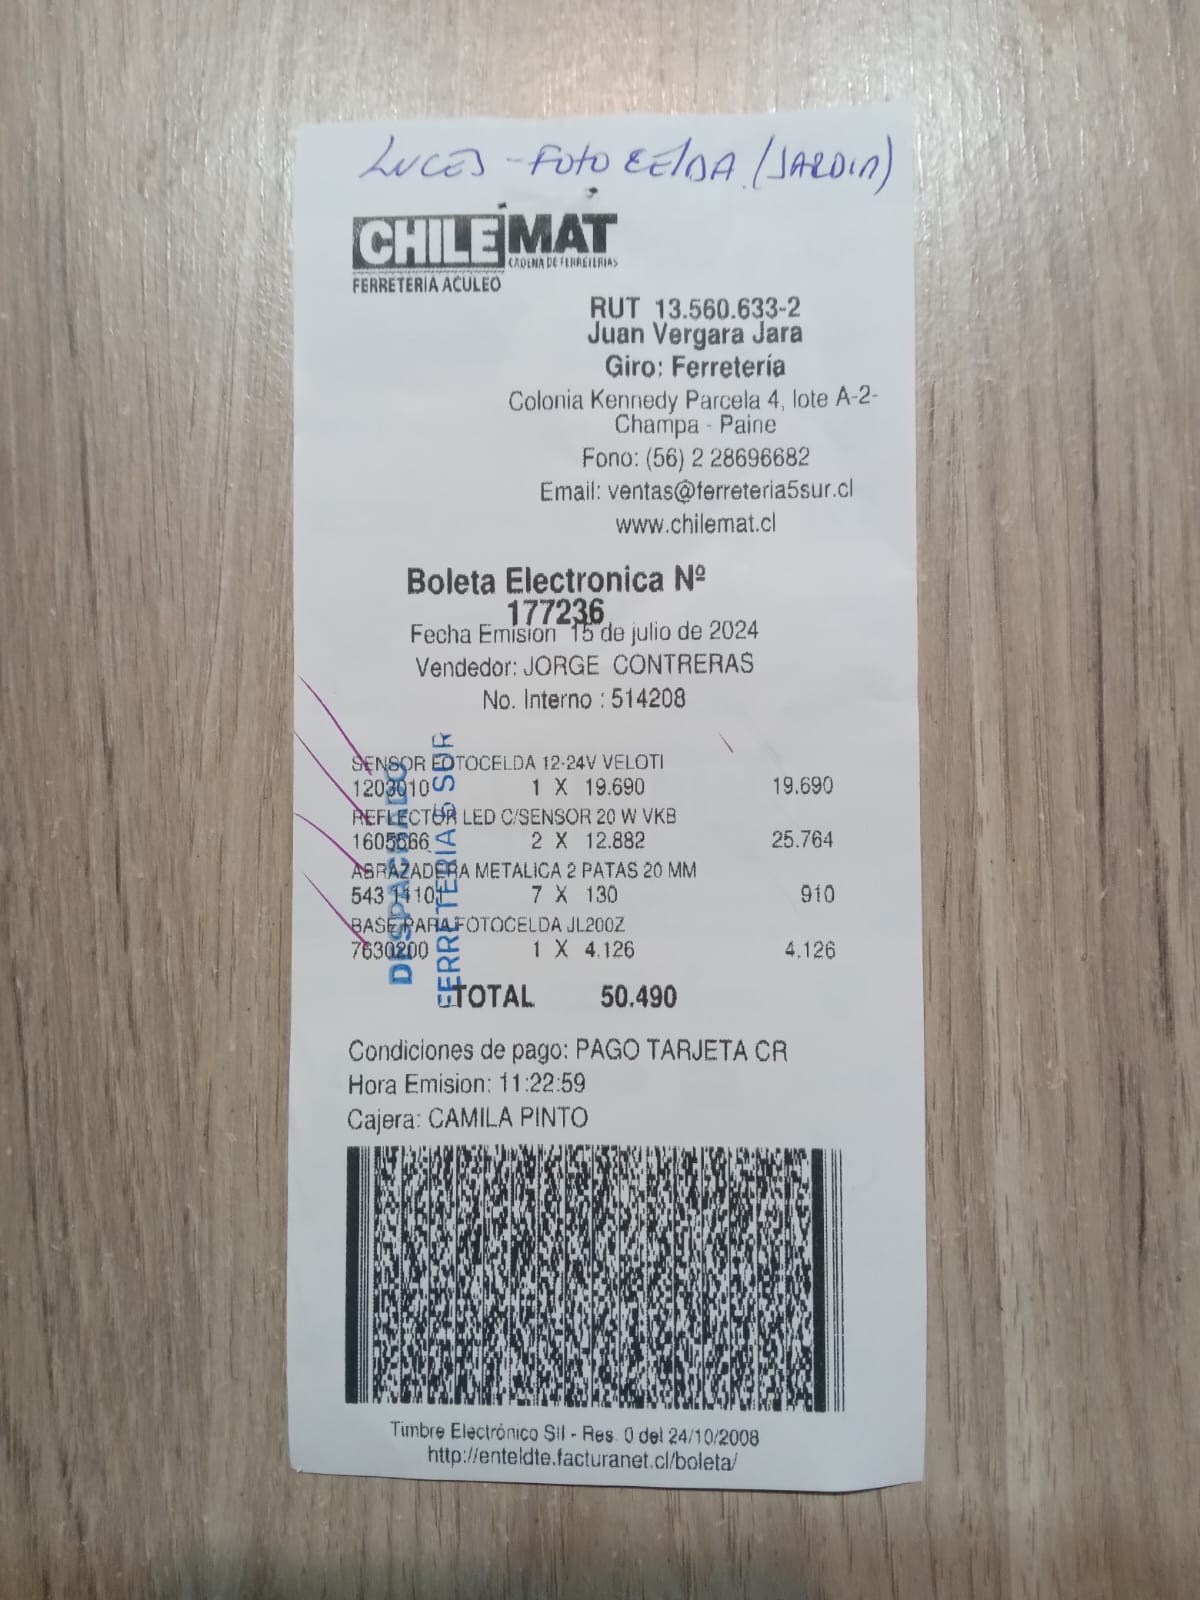 LUCES - FOTO CELDA (JARDIN)
CHILEMAT
CADENA DE FERRETERIAS
FERRETERIA ACULEO
RUT 13.560.633-2
Juan Vergara Jara
Giro: Ferretería
Colonia Kennedy Parcela 4, lote A-2-
Champa - Paine
Fono: (56) 2 28696682
Email: ventas@ferreteria5sur.cl
www.chilemat.cl
Boleta Electronica Nº
177236
Fecha Emision 15 de julio de 2024
Vendedor: JORGE CONTRERAS
No. Interno : 514208
SENSOR FOTOCELDA 12-24V VELOTI
1203010 1 X 19.690 19.690
REFLECTOR LED C/SENSOR 20 W VKB
1605666 2 X 12.882 25.764
ABRAZADERA METALICA 2 PATAS 20 MM
7 X 130 910
BASE PARA FOTOCELDA JL200Z
7630200 1 X 4.126 4.126
DESPACHADO
FERRETERIA 5 SUR
TOTAL 50.490
Condiciones de pago: PAGO TARJETA CR
Hora Emision: 11:22:59
Cajera: CAMILA PINTO
Timbre Electrónico SII - Res. 0 del 24/10/2008
http://enteldte.facturanet.cl/boleta/